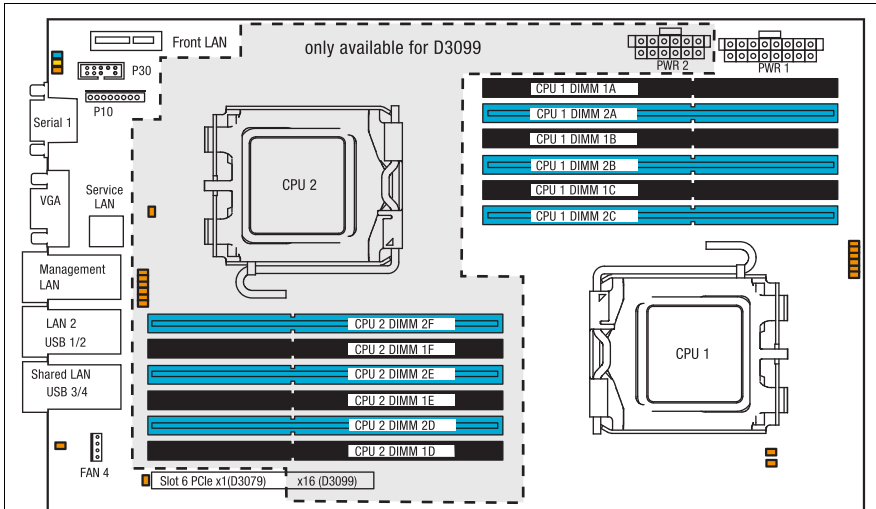 Front LAN
only available for D3099
PWR 2
PWR 1
P30
P10
Serial 1
CPU 1 DIMM 1A
CPU 1 DIMM 2A
CPU 1 DIMM 1B
CPU 1 DIMM 2B
CPU 1 DIMM 1C
CPU 1 DIMM 2C
CPU 2
VGA
Service
LAN
Management
LAN
LAN 2
USB 1/2
Shared LAN
USB 3/4
CPU 2 DIMM 2F
CPU 2 DIMM 1F
CPU 2 DIMM 2E
CPU 2 DIMM 1E
CPU 2 DIMM 2D
CPU 2 DIMM 1D
CPU 1
FAN 4
Slot 6 PCIe x1(D3079) x16 (D3099)